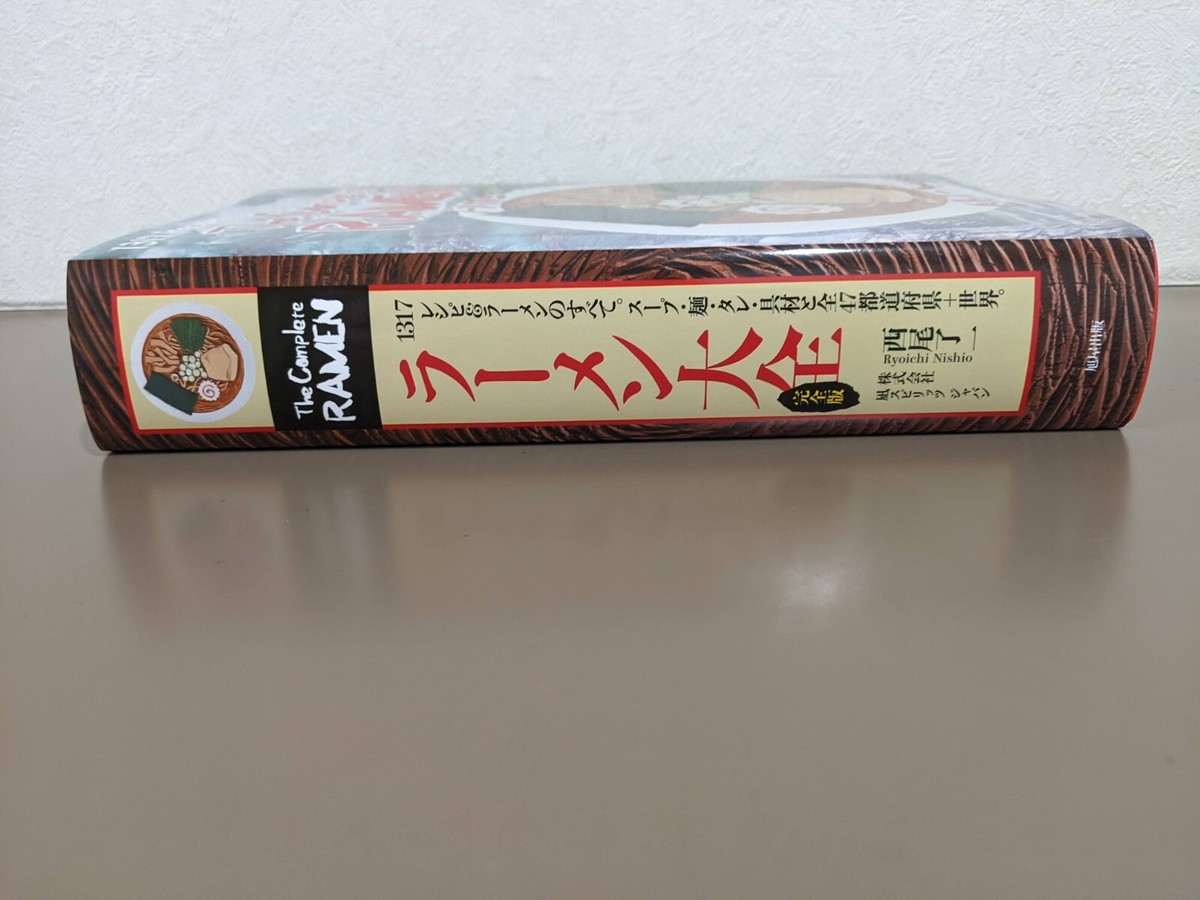 The Complete
RAMEN
1317レシピ&ラーメンのすべて。スープ・麺・タレ・具材と全47都道府県+世界。
ラーメン大全
完全版
西尾了一
Ryoichi Nishio
株式会社
凪スピリッツ ジャパン
旭屋出版